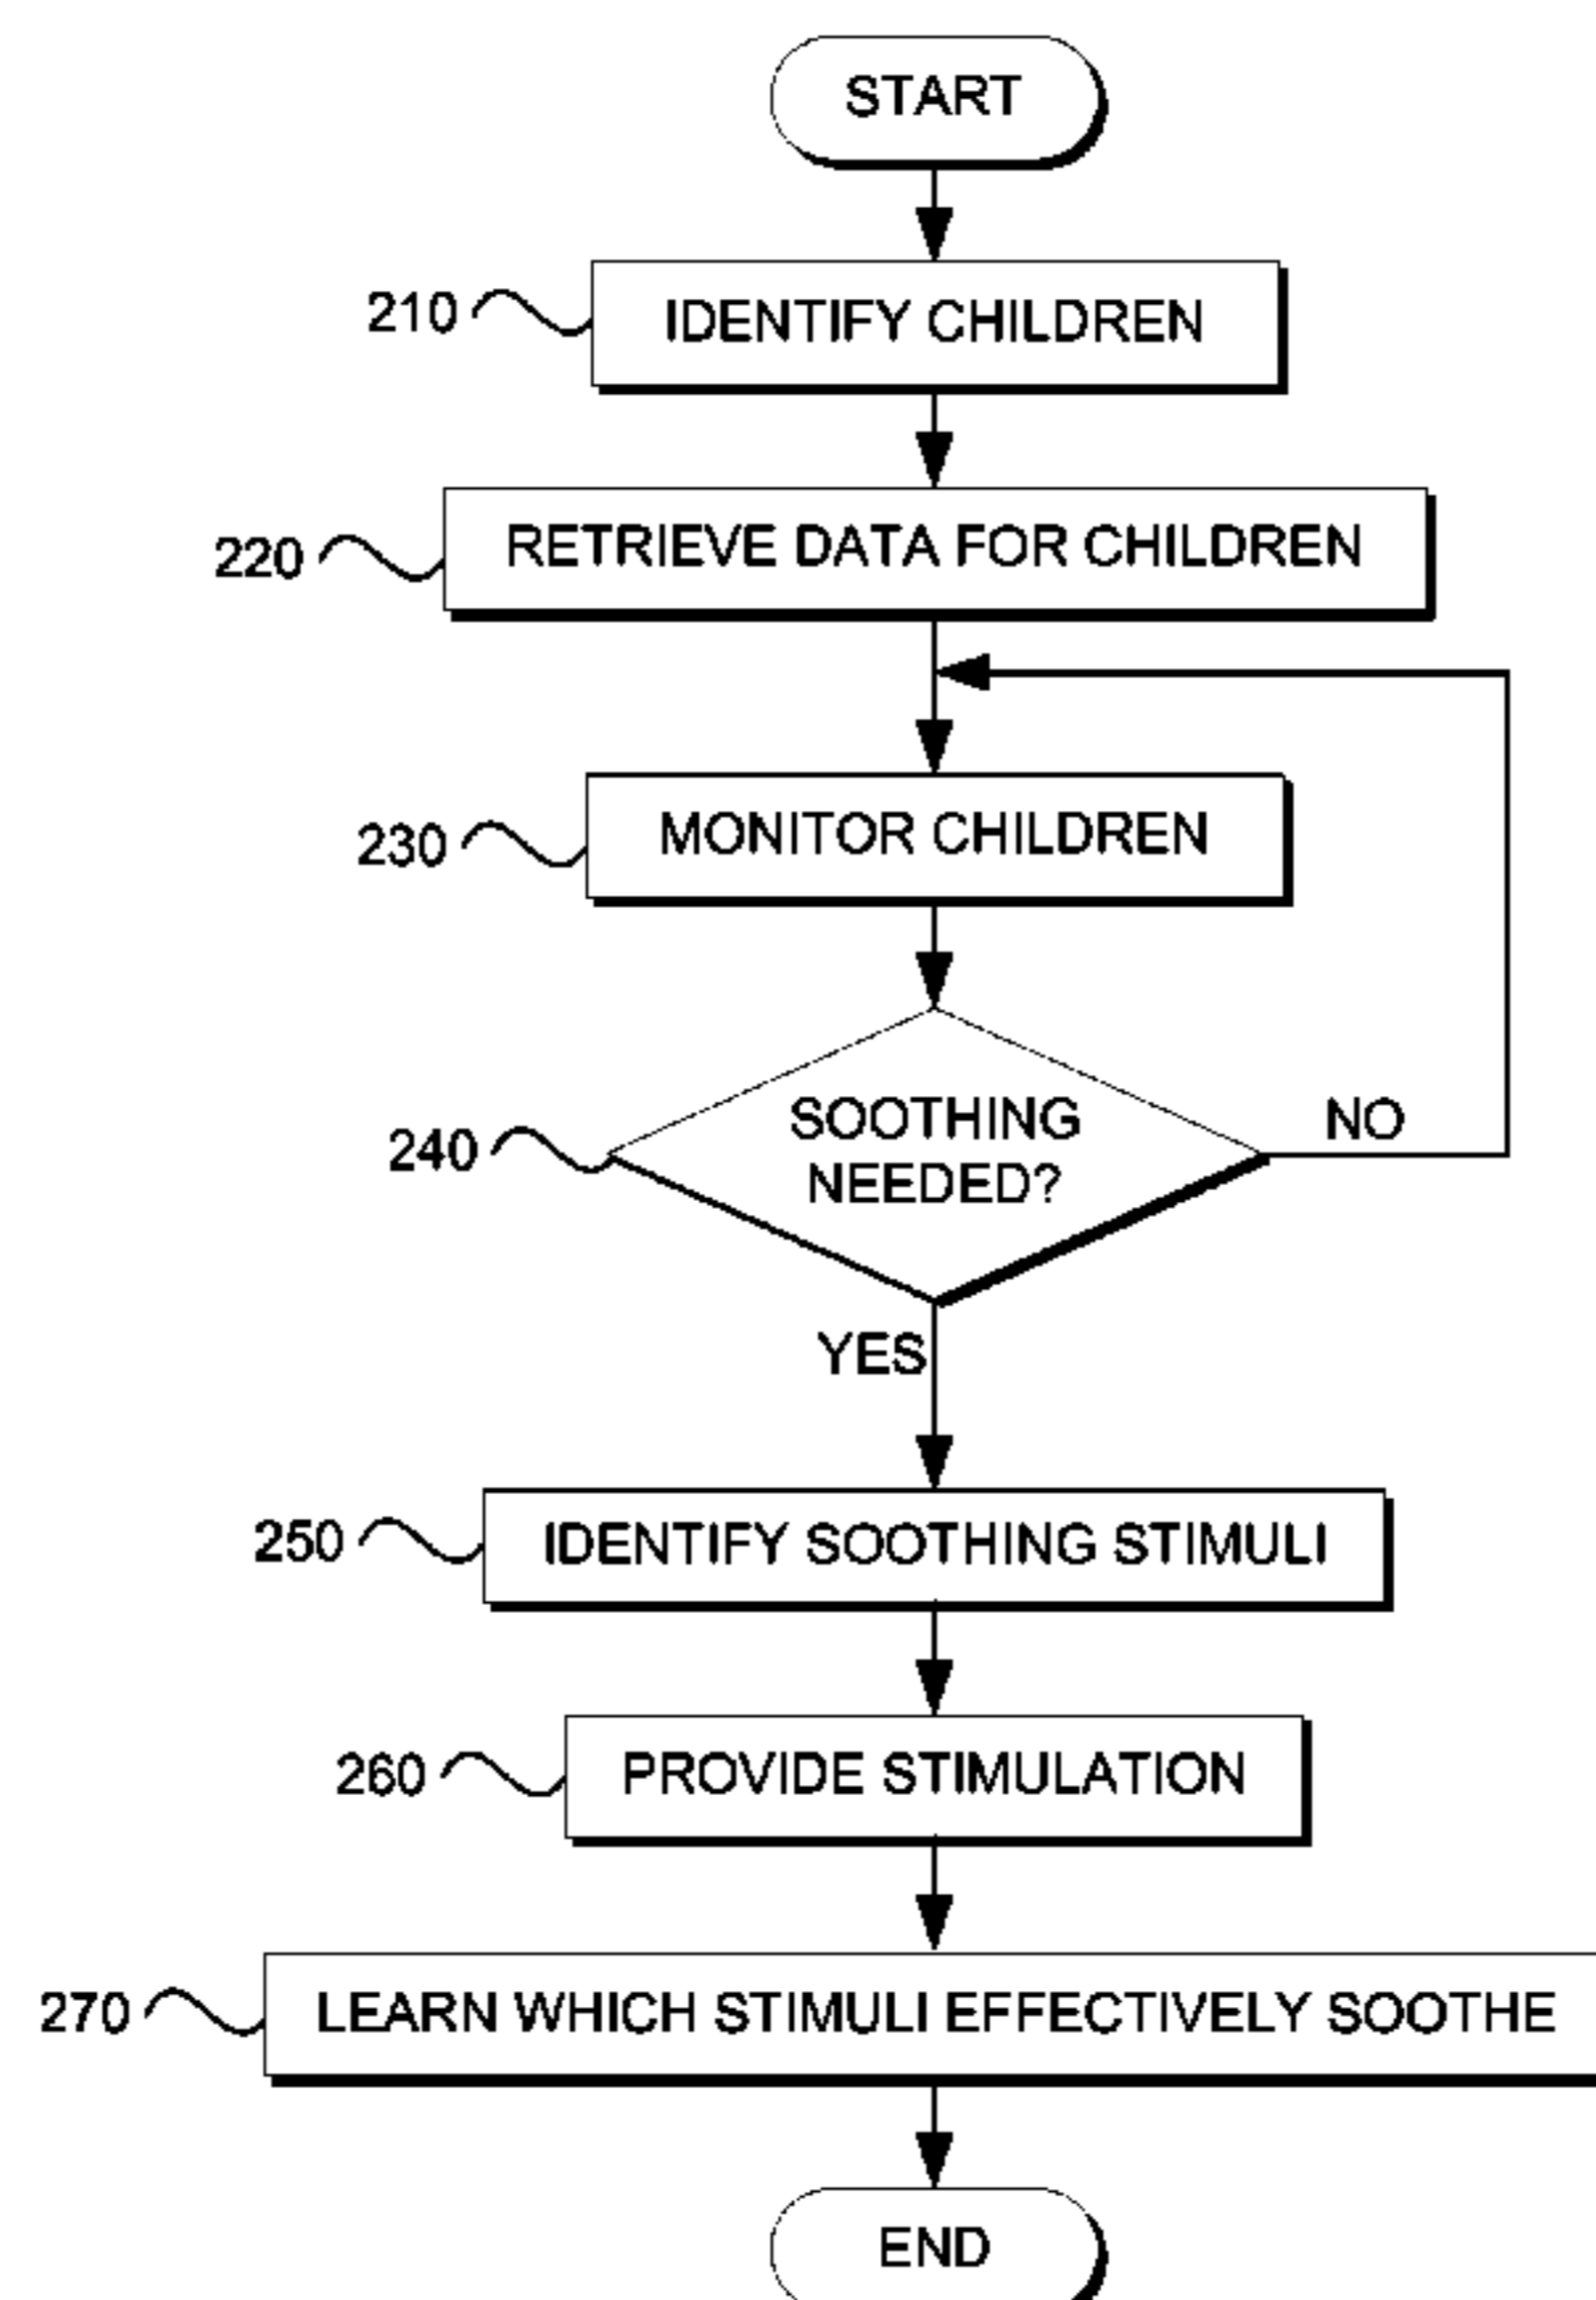 START
210
IDENTIFY CHILDREN
220
RETRIEVE DATA FOR CHILDREN
230
MONITOR CHILDREN
240
SOOTHING
NEEDED?
NO
YES
250
IDENTIFY SOOTHING STIMULI
260
PROVIDE STIMULATION
270
LEARN WHICH STIMULI EFFECTIVELY SOOTHE
END